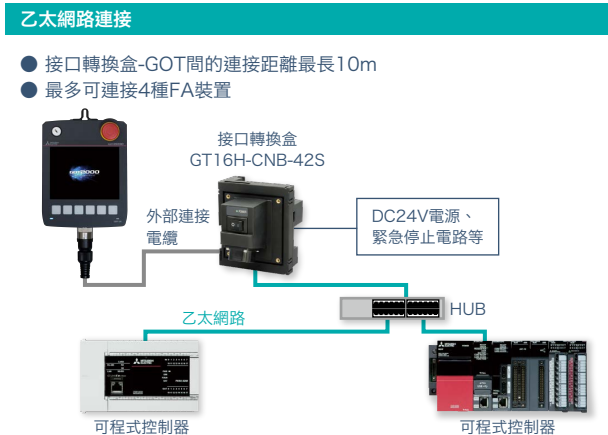 乙太網路連接
● 接口轉換盒-GOT間的連接距離最長10m
● 最多可連接4種FA裝置
接口轉換盒
GT16H-CNB-42S
外部連接
電纜
DC24V電源、
緊急停止電路等
乙太網路
HUB
可程式控制器
可程式控制器